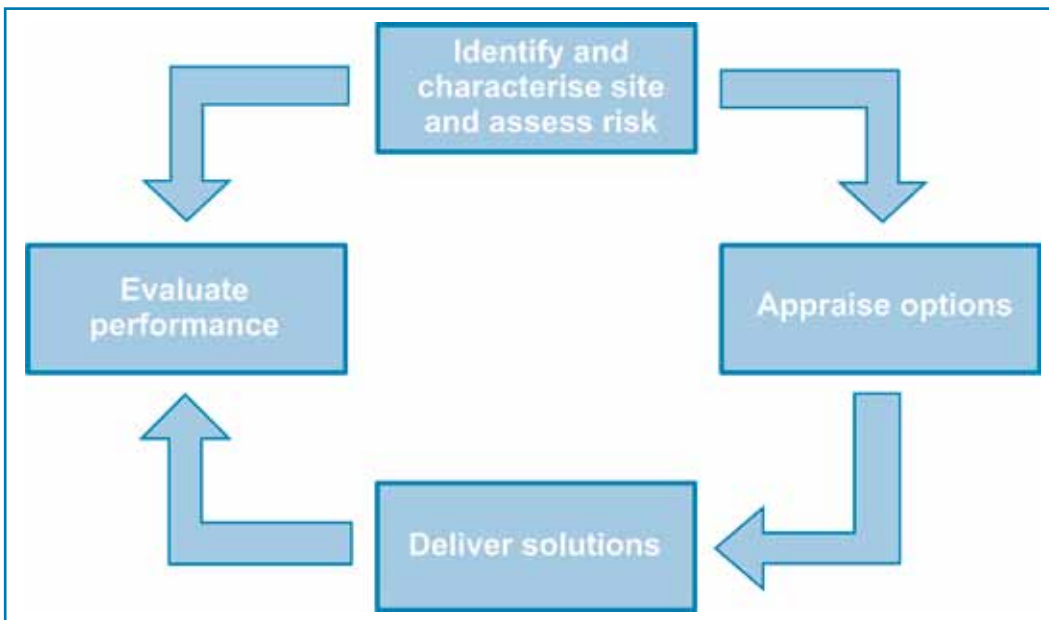 Identify and
characterise site
and assess risk
Evaluate
performance
Appraise options
Deliver solutions